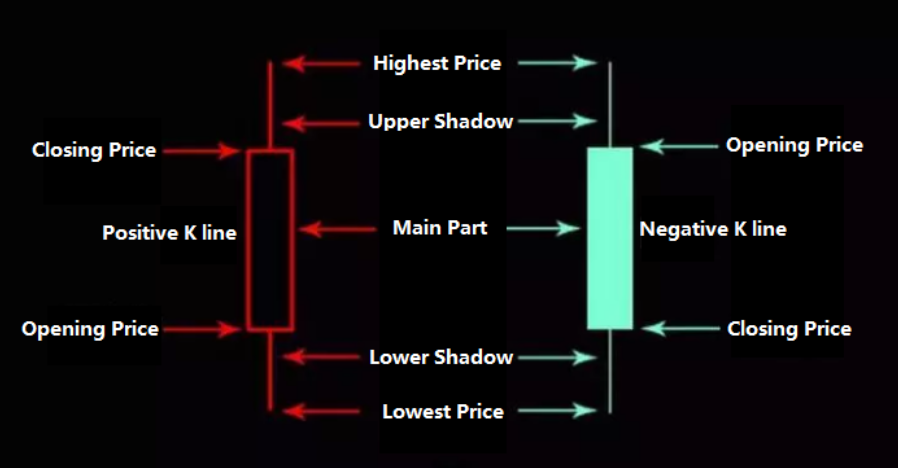 Highest Price
Upper Shadow
Closing Price
Opening Price
Positive K line
Main Part
Negative K line
Opening Price
Closing Price
Lower Shadow
Lowest Price